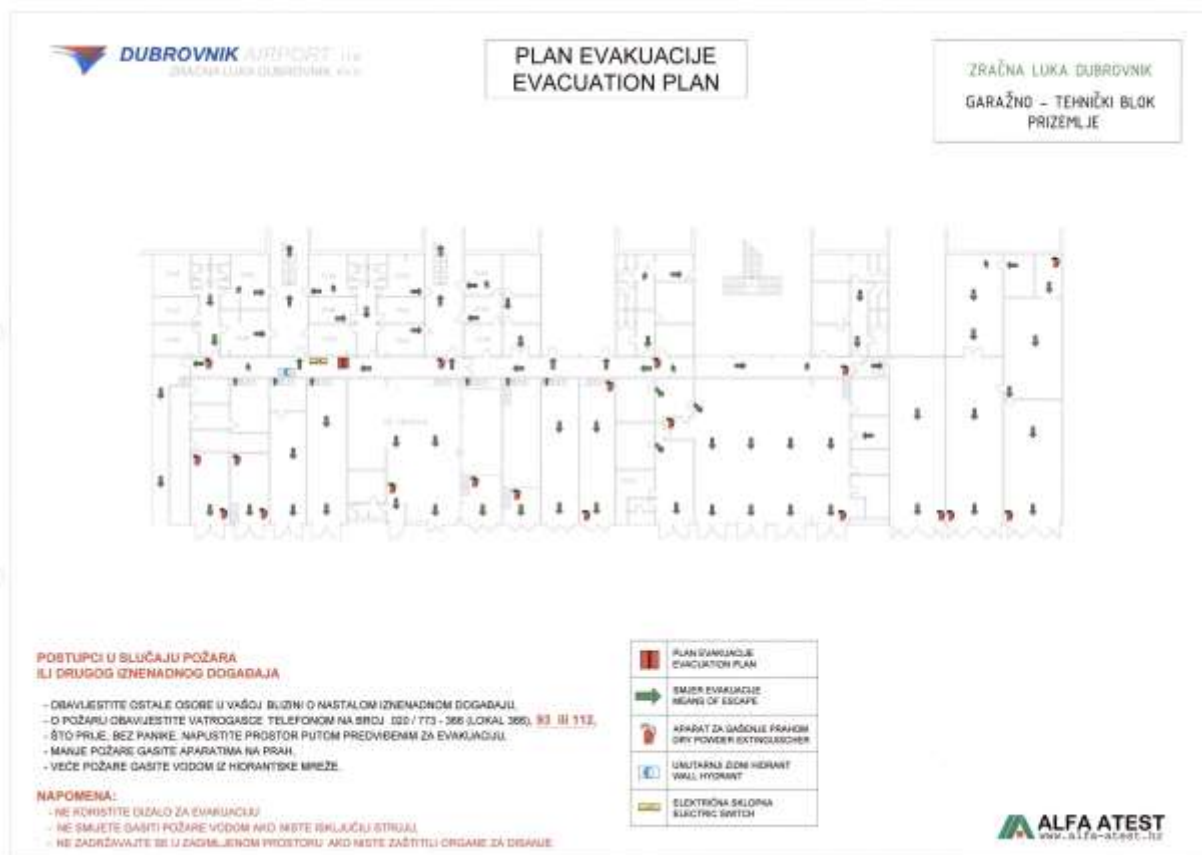 DUBROVNIK AIRPORT
ZRAČNA LUKA DUBROVNIK
PLAN EVAKUACIJE
EVACUATION PLAN
ZRAČNA LUKA DUBROVNIK
GARAŽNO - TEHNIČKI BLOK
PRIZEMLJE
POSTUPCI U SLUČAJU POŽARA
ILI DRUGOG IZNENADNOG DOGAĐAJA
- OBAVIJESTITE OSTALE OSOBE U VAŠOJ BLIZINI O NASTALOM IZNENADNOM DOGAĐAJU,
- O POŽARU OBAVIJESTITE VATROGASCE TELEFONOM NA BROJ 020 / 773 - 366 (LOKAL 366), 93 ili 112,
- ŠTO PRIJE, BEZ PANIKE, NAPUSTITE PROSTOR PUTOM PREDVIĐENIM ZA EVAKUACIJU,
- MANJE POŽARE GASITE APARATIMA NA PRAH,
- VEĆE POŽARE GASITE VODOM IZ HIDRANTSKE MREŽE.
NAPOMENA:
- NE KORISTITE DIZALO ZA EVAKUACIJU
- NE SMIJETE GASITI POŽARE VODOM AKO NISTE ISKLJUČILI STRUJU,
- NE ZADRŽAVAJTE SE U ZADIMLJENOM PROSTORU AKO NISTE ZAŠTITILI ORGANE ZA DISANJE
PLAN EVAKUACIJE
EVACUATION PLAN
SMJER EVAKUACIJE
MEANS OF ESCAPE
APARAT ZA GAŠENJE PRAHOM
DRY POWDER EXTINGUISCHER
UNUTARNJI ZIDNI HIDRANT
WALL HYDRANT
ELEKTRIČNA SKLOPKA
ELECTRIC SWITCH
ALFA ATEST
www.alfa-atest.hr